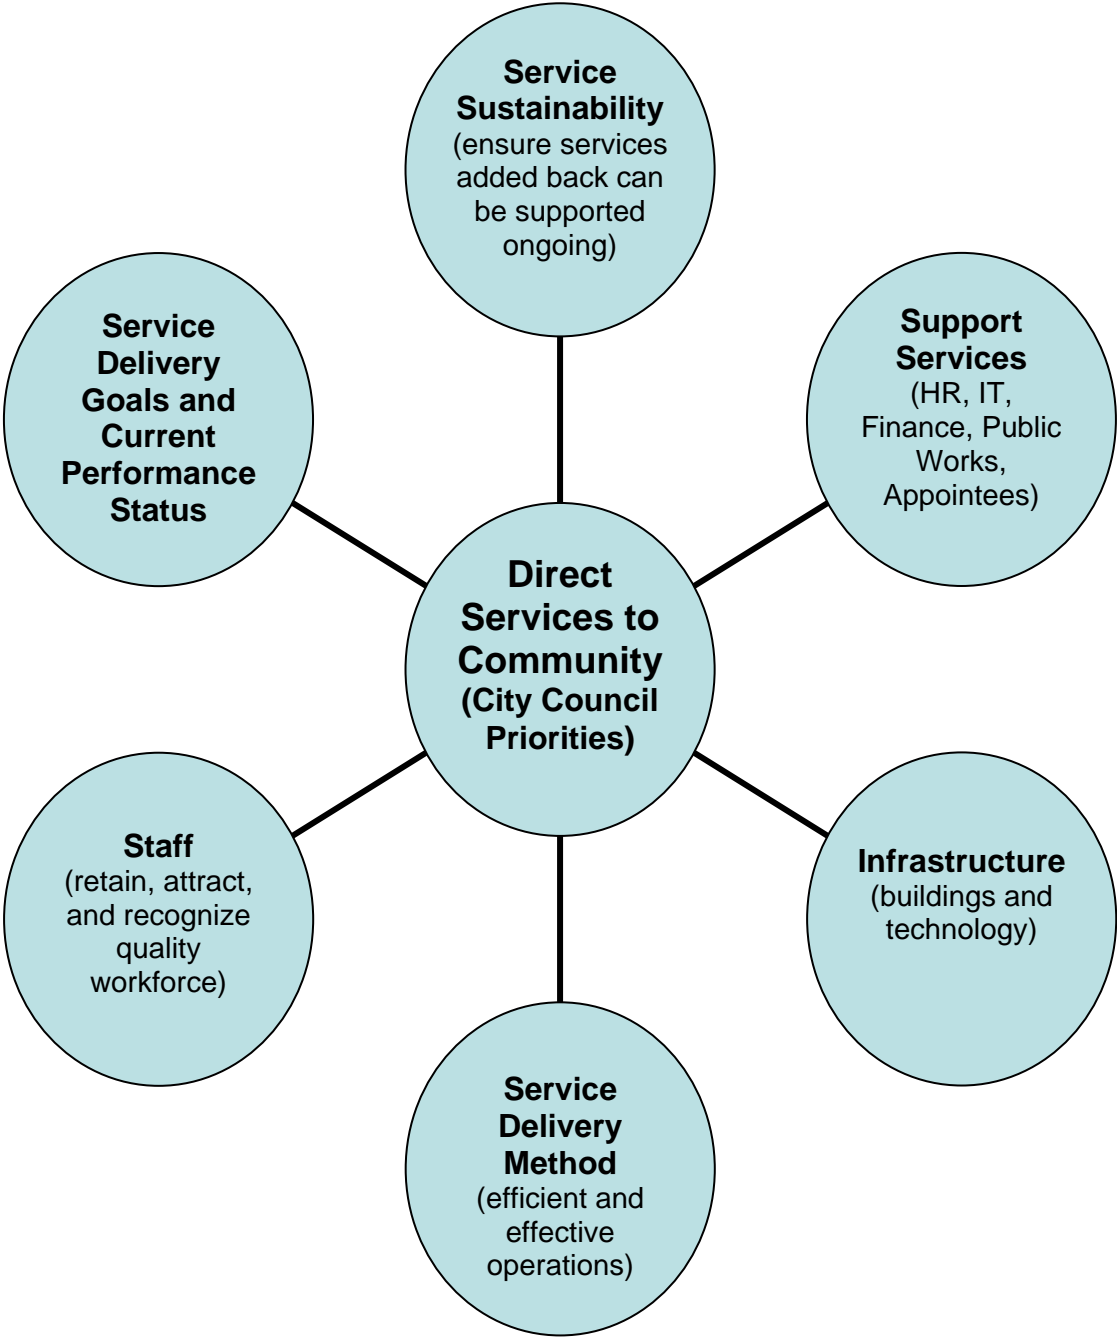 Service
Sustainability
(ensure services
added back can
be supported
ongoing)
Service
Delivery
Goals and
Current
Performance
Status
Support
Services
(HR, IT,
Finance, Public
Works,
Appointees)
Direct
Services to
Community
(City Council
Priorities)
Staff
(retain, attract,
and recognize
quality
workforce)
Infrastructure
(buildings and
technology)
Service
Delivery
Method
(efficient and
effective
operations)